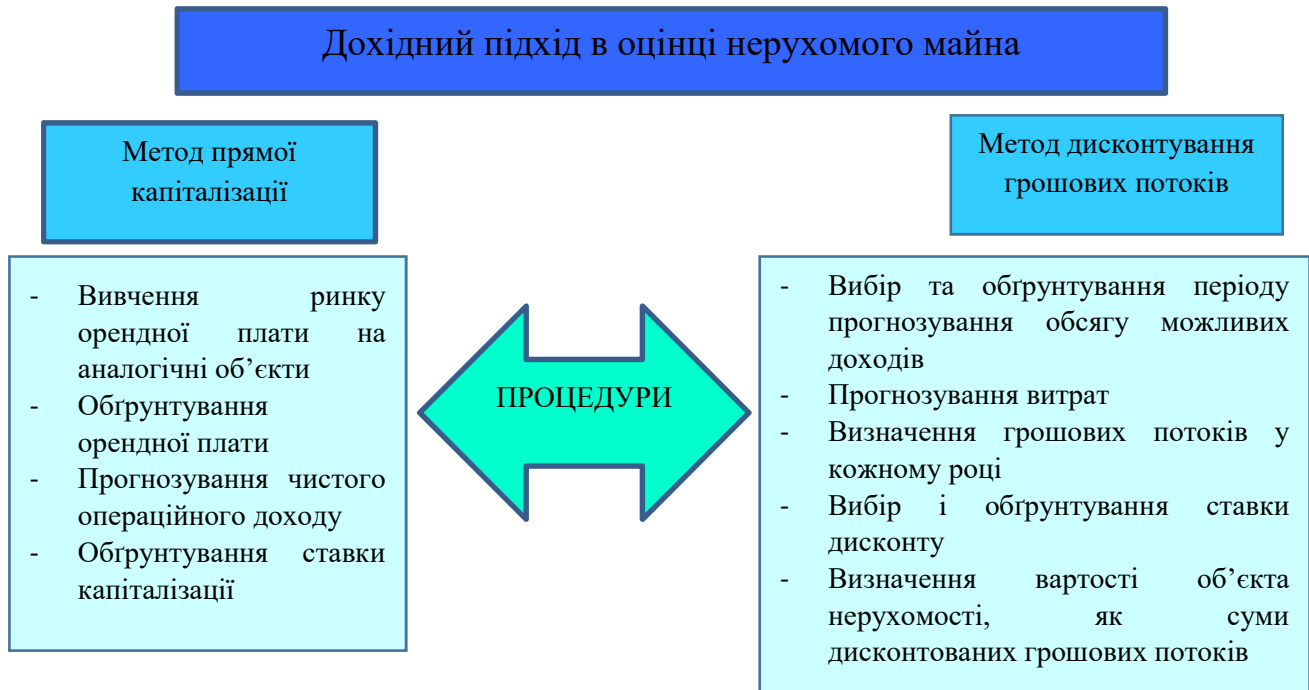 Дохідний підхід в оцінці нерухомого майна
Метод прямої
капіталізації
Метод дисконтування
грошових потоків
- Вивчення ринку
орендної плати на
аналогічні об’єкти
- Обґрунтування
орендної плати
- Прогнозування чистого
операційного доходу
- Обґрунтування ставки
капіталізації
ПРОЦЕДУРИ
- Вибір та обґрунтування періоду
прогнозування обсягу можливих
доходів
- Прогнозування витрат
- Визначення грошових потоків у
кожному році
- Вибір і обґрунтування ставки
дисконту
- Визначення вартості об’єкта
нерухомості, як суми
дисконтованих грошових потоків